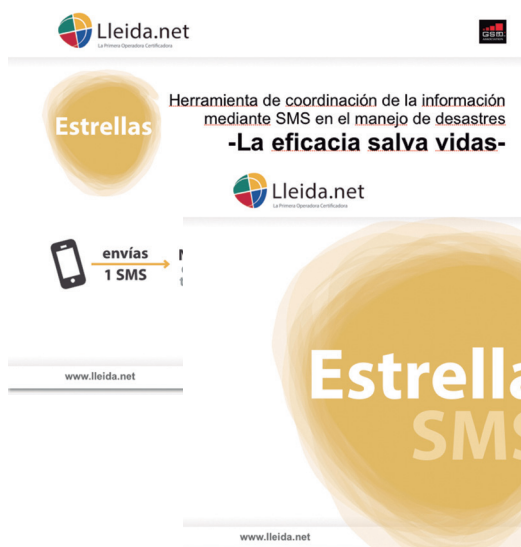 Lleida.net
La Primera Operadora Certificadora
GSM
Estrellas
Herramienta de coordinación de la información
mediante SMS en el manejo de desastres
-La eficacia salva vidas-
envías
1 SMS
www.lleida.net
Lleida.net
La Primera Operadora Certificadora
Estrella
SMS
www.lleida.net